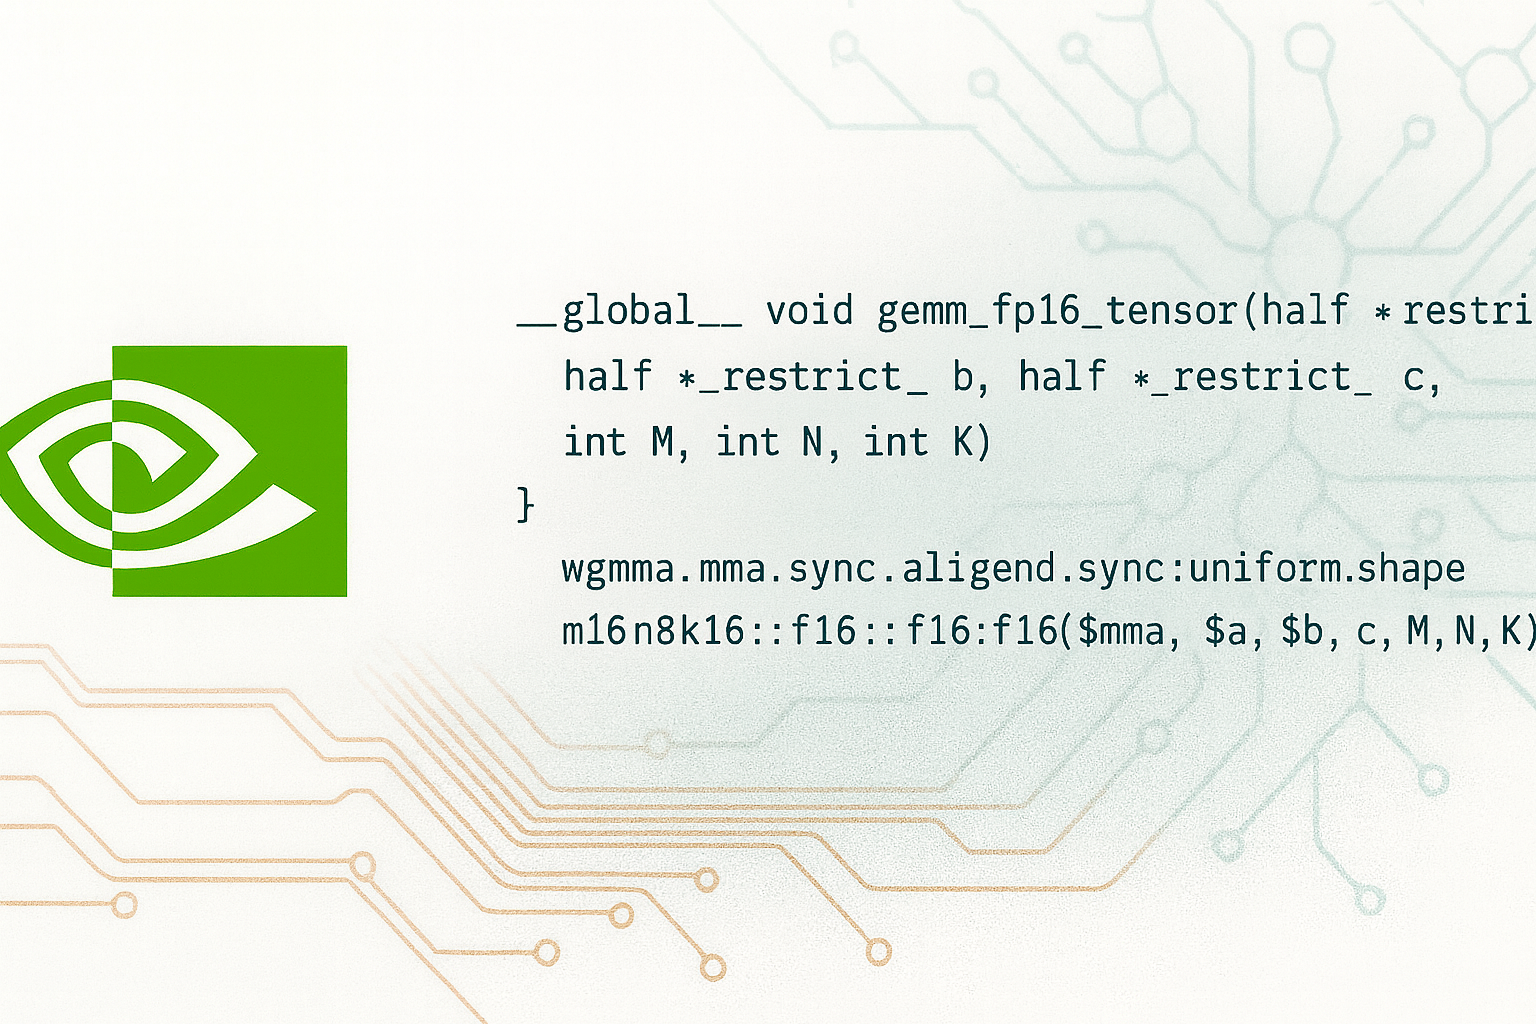 __global__ void gemm_fp16_tensor(half *restri
half *_restrict_ b, half *_restrict_ c,
int M, int N, int K)
}
wgmma.mma.sync.aligend.sync:uniform.shape
m16n8k16::f16::f16:f16($mma, $a, $b, c, M,N,K)